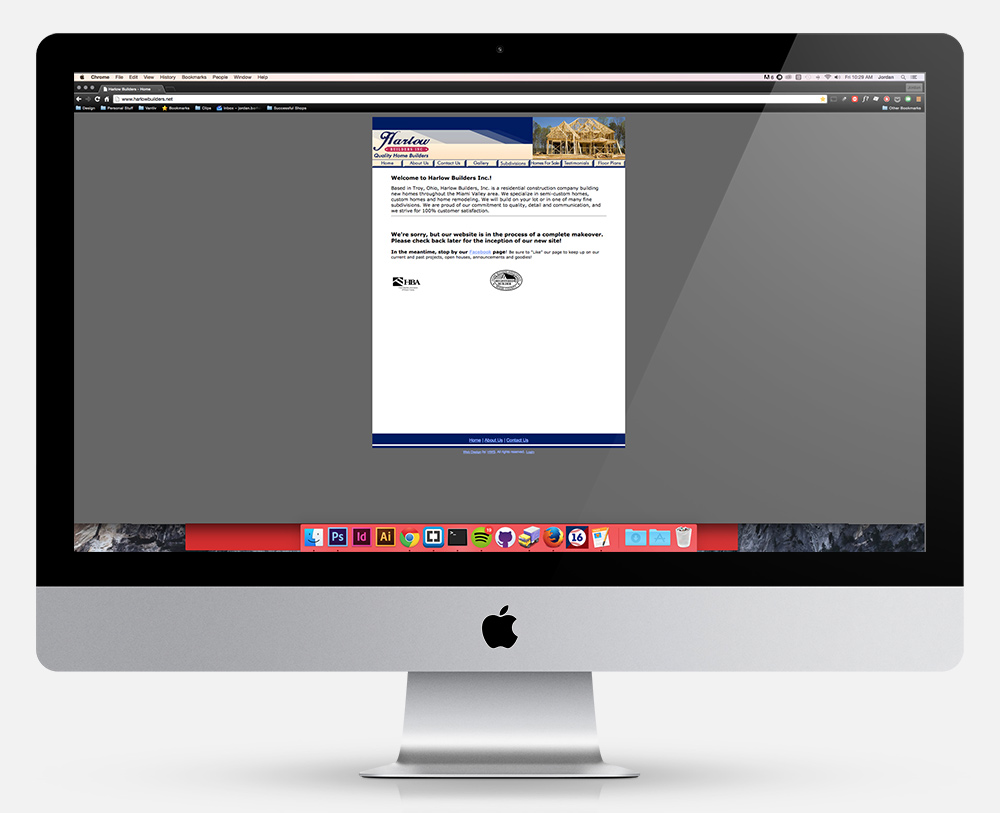 Chrome File Edit View History Bookmarks People Window Help
Fri 10:28 AM Jordan
Harlow Builders - Home
Jordan
www.harlowbuilders.net
Design Personal Stuff Vanity Bookmarks Clips Successful Shops Other Bookmarks
Harlow
BUILDERS INC.
Quality Home Builders
Home About Us Contact Us Gallery Subdivisions Homes For Sale Testimonials Floor Plans
Welcome to Harlow Builders Inc.!
Based in Troy, Ohio, Harlow Builders, Inc. is a residential construction company building
new homes throughout the Miami Valley area. We specialize in semi-custom homes,
custom homes and home remodeling. We will build on your lot or in one of many fine
subdivisions. We are proud of our commitment to quality, detail and communication, and
we strive for 100% customer satisfaction.
We're sorry, but our website is in the process of a complete makeover.
Please check back later for the inception of our new site!
In the meantime, stop by our Facebook page! Be sure to "Like" our page to keep up on our
current and past projects, open houses, announcements and goodies!
HBA
Home | About Us | Contact Us
All rights reserved. Login
Ps Id Ai 16